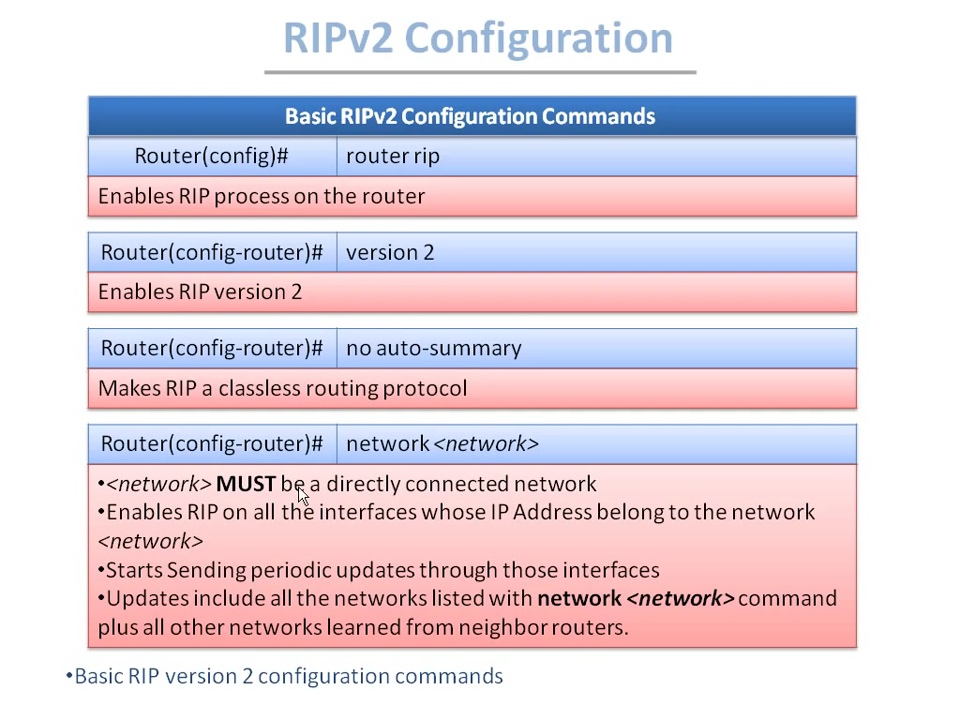 RIPv2 Configuration
Basic RIPv2 Configuration Commands
Router(config)# router rip
Enables RIP process on the router
Router(config-router)# version 2
Enables RIP version 2
Router(config-router)# no auto-summary
Makes RIP a classless routing protocol
Router(config-router)# network <network>
•<network> MUST be a directly connected network
•Enables RIP on all the interfaces whose IP Address belong to the network
<network>
•Starts Sending periodic updates through those interfaces
•Updates include all the networks listed with network <network> command
plus all other networks learned from neighbor routers.
•Basic RIP version 2 configuration commands